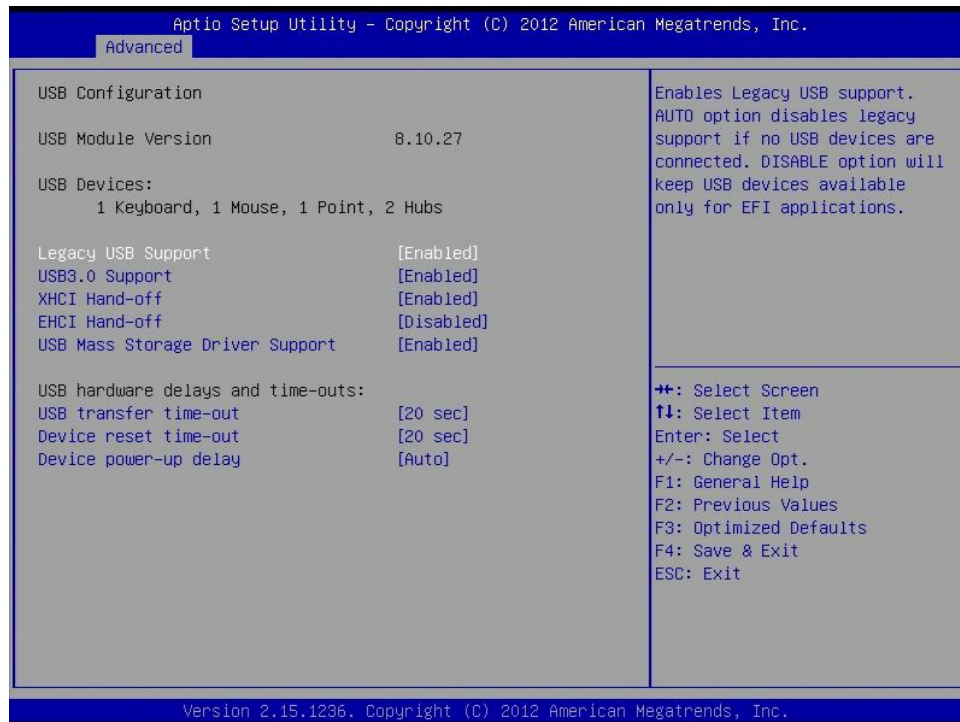 Aptio Setup Utility – Copyright (C) 2012 American Megatrends, Inc.
Advanced
USB Configuration
USB Module Version 8.10.27
USB Devices:
1 Keyboard, 1 Mouse, 1 Point, 2 Hubs
Legacy USB Support [Enabled]
USB3.0 Support [Enabled]
XHCI Hand-off [Enabled]
EHCI Hand-off [Disabled]
USB Mass Storage Driver Support [Enabled]
USB hardware delays and time-outs:
USB transfer time-out [20 sec]
Device reset time-out [20 sec]
Device power-up delay [Auto]
Enables Legacy USB support.
AUTO option disables legacy
support if no USB devices are
connected. DISABLE option will
keep USB devices available
only for EFI applications.
→←: Select Screen
↑↓: Select Item
Enter: Select
+/-: Change Opt.
F1: General Help
F2: Previous Values
F3: Optimized Defaults
F4: Save & Exit
ESC: Exit
Version 2.15.1236. Copyright (C) 2012 American Megatrends, Inc.